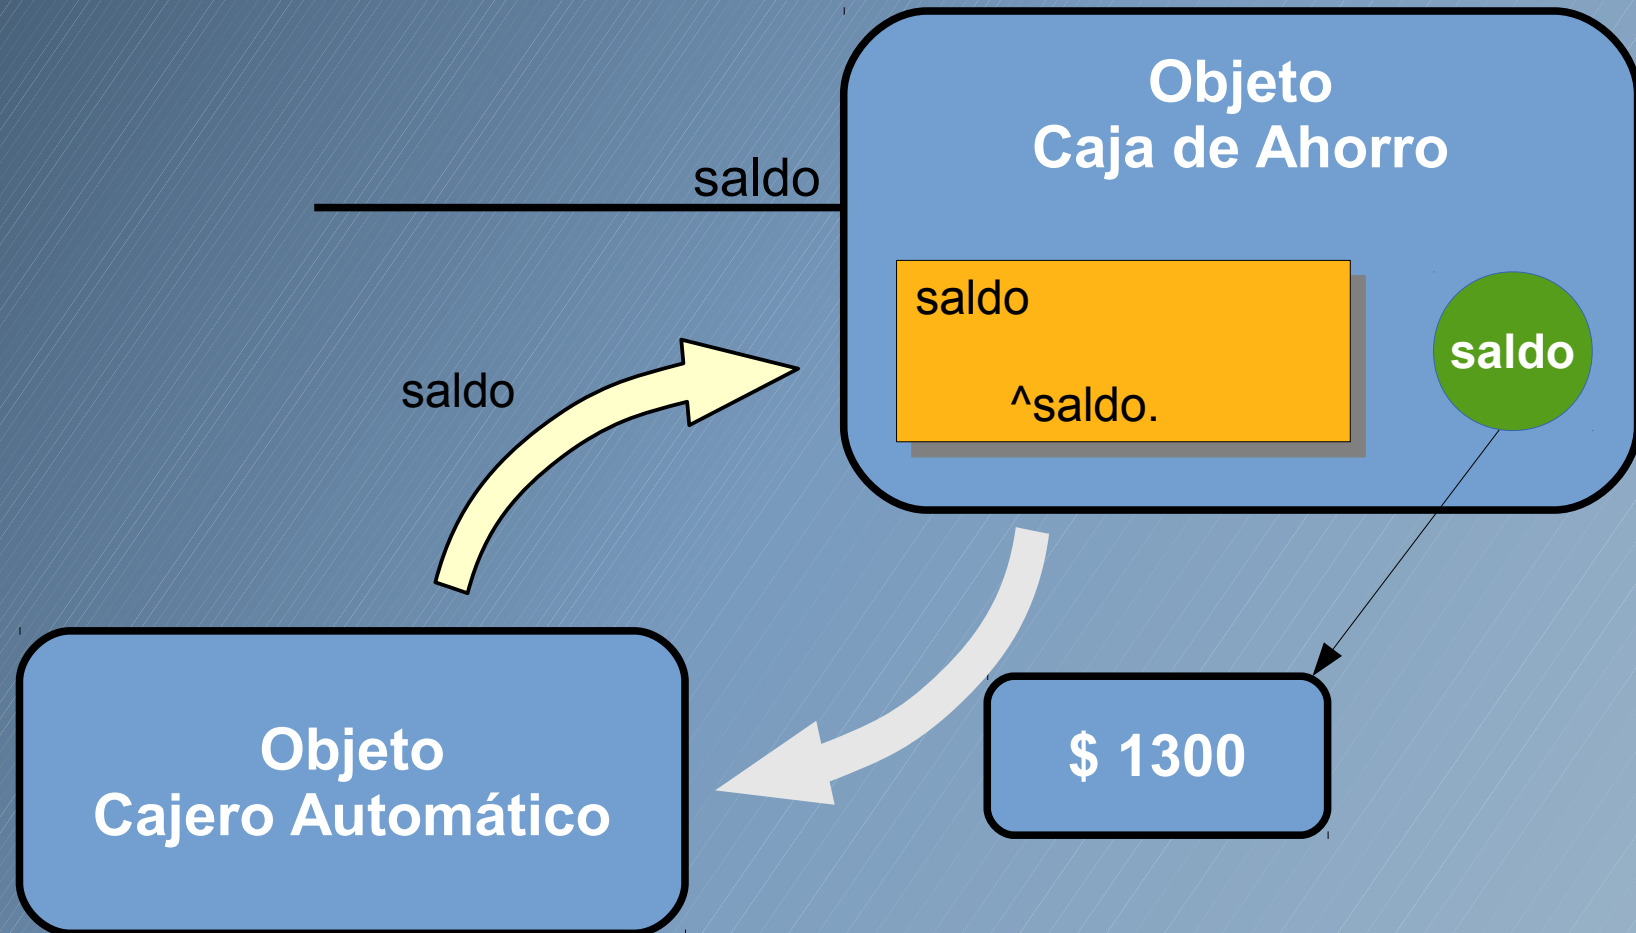 Objeto
Caja de Ahorro
saldo
saldo
^saldo.
saldo
saldo
Objeto
Cajero Automático
$ 1300